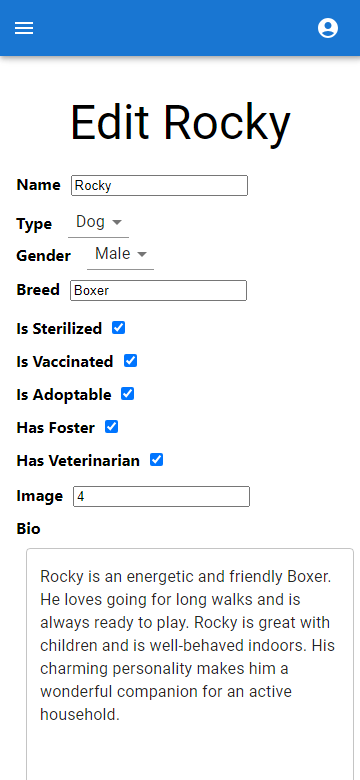 Edit Rocky
Name Rocky
Type Dog
Gender Male
Breed Boxer
Is Sterilized
Is Vaccinated
Is Adoptable
Has Foster
Has Veterinarian
Image 4
Bio
Rocky is an energetic and friendly Boxer.
He loves going for long walks and is
always ready to play. Rocky is great with
children and is well-behaved indoors. His
charming personality makes him a
wonderful companion for an active
household.